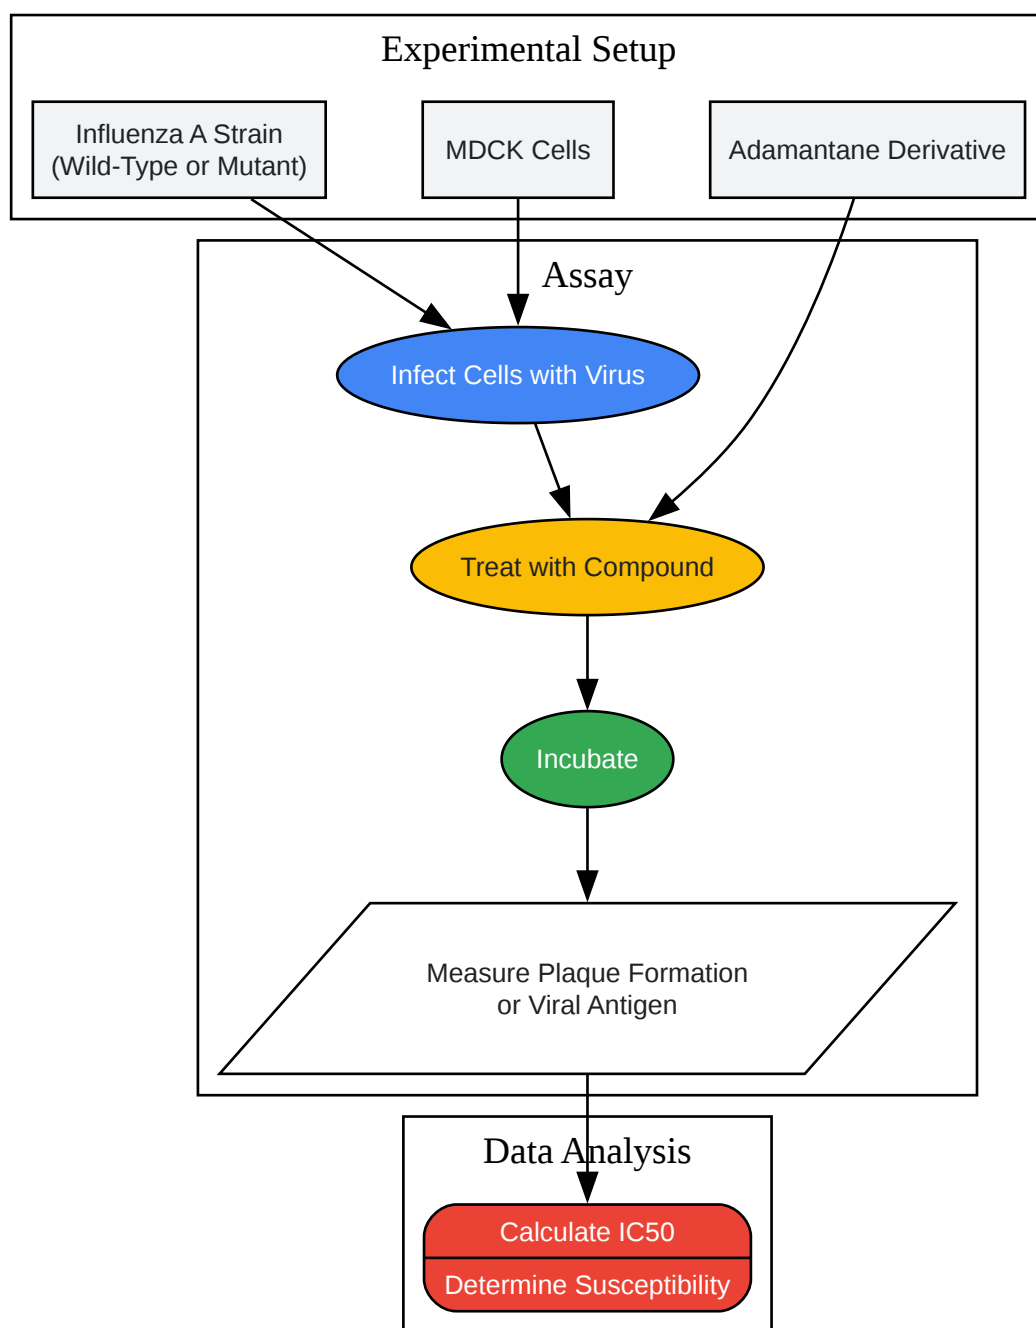 Experimental Setup
Influenza A Strain
(Wild-Type or Mutant)
MDCK Cells
Adamantane Derivative
Assay
Infect Cells with Virus
Treat with Compound
Incubate
Measure Plaque Formation
or Viral Antigen
Data Analysis
Calculate IC50
Determine Susceptibility